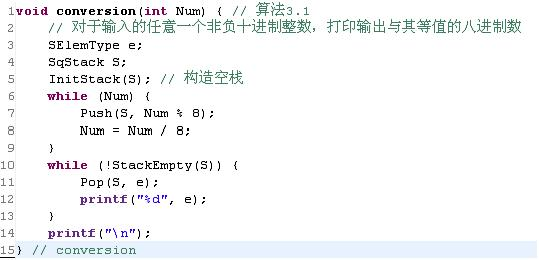 1void conversion(int Num) { // 算法3.1
2    // 对于输入的任意一个非负十进制整数，打印输出与其等值的八进制数
3    SElemType e;
4    SqStack S;
5    InitStack(S); // 构造空栈
6    while (Num) {
7        Push(S, Num % 8);
8        Num = Num / 8;
9    }
10    while (!StackEmpty(S)) {
11        Pop(S, e);
12        printf("%d", e);
13    }
14    printf("\n");
15} // conversion